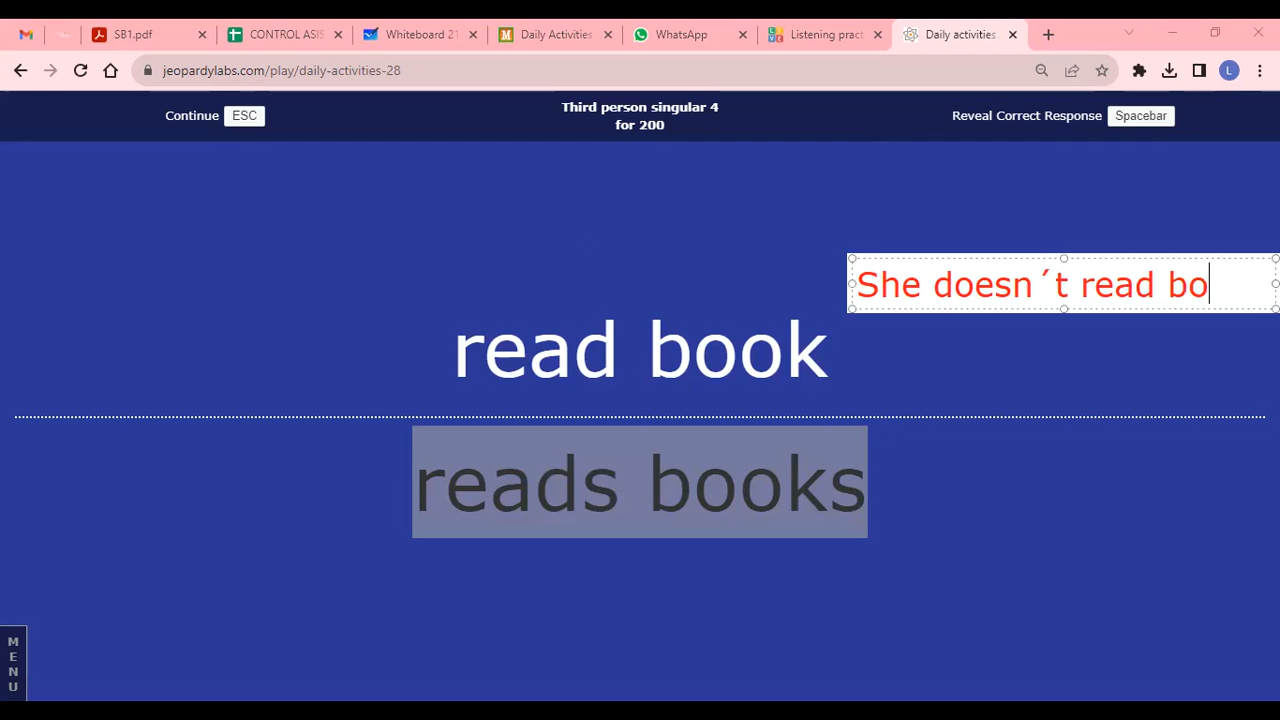 SB1.pdf
CONTROL ASIS
Whiteboard 21
Daily Activities
WhatsApp
Listening pract
Daily activities
jeopardylabs.com/play/daily-activities-28
L
Continue ESC
Third person singular 4
for 200
Reveal Correct Response Spacebar
She doesn´t read bo
read book
reads books
MENU